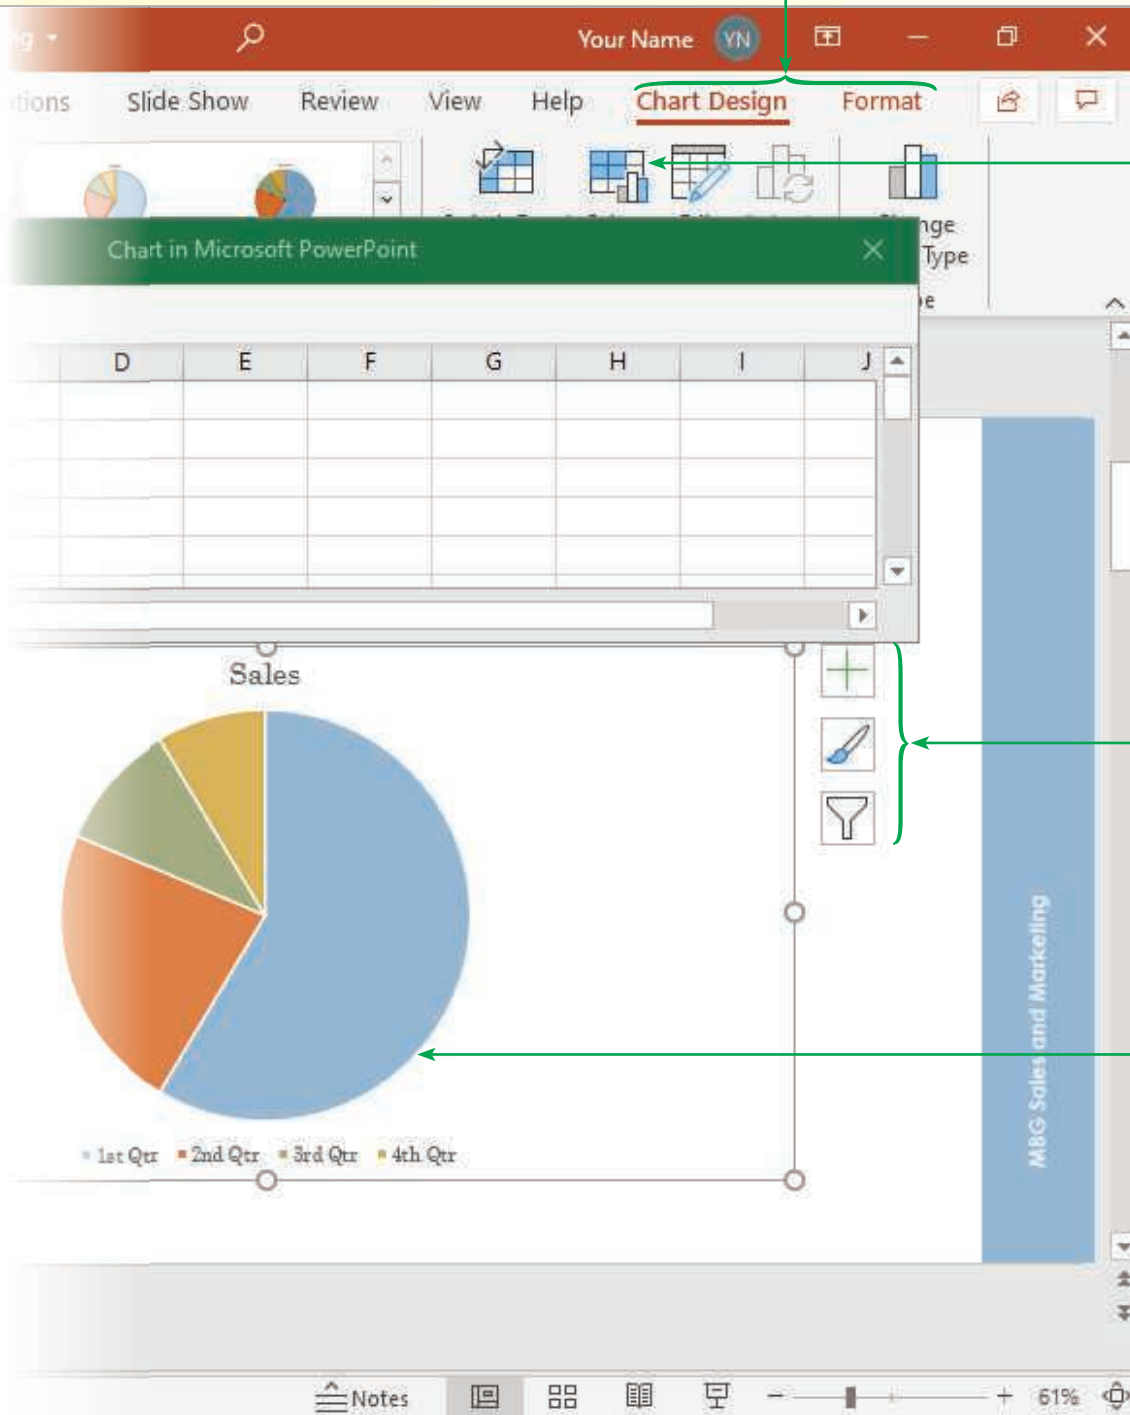 Your Name YN
Slide Show Review View Help Chart Design Format
Type
Chart in Microsoft PowerPoint
D E F G H I J
Sales
1st Qtr 2nd Qtr 3rd Qtr 4th Qtr
MBG Sales and Marketing
Notes 61%